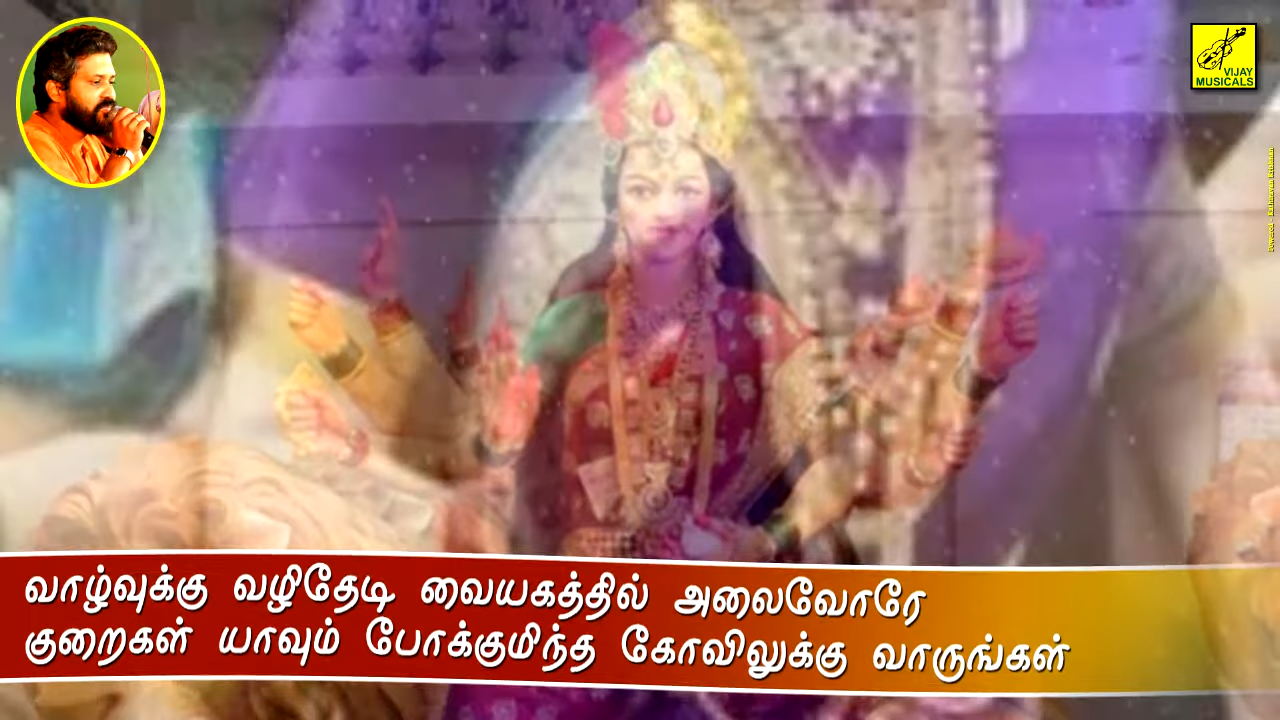 VIJAY
MUSICALS
வாழ்வுக்கு வழிதேடி வையகத்தில் அலைவோரே
குறைகள் யாவும் போக்குமிந்த கோவிலுக்கு வாருங்கள்